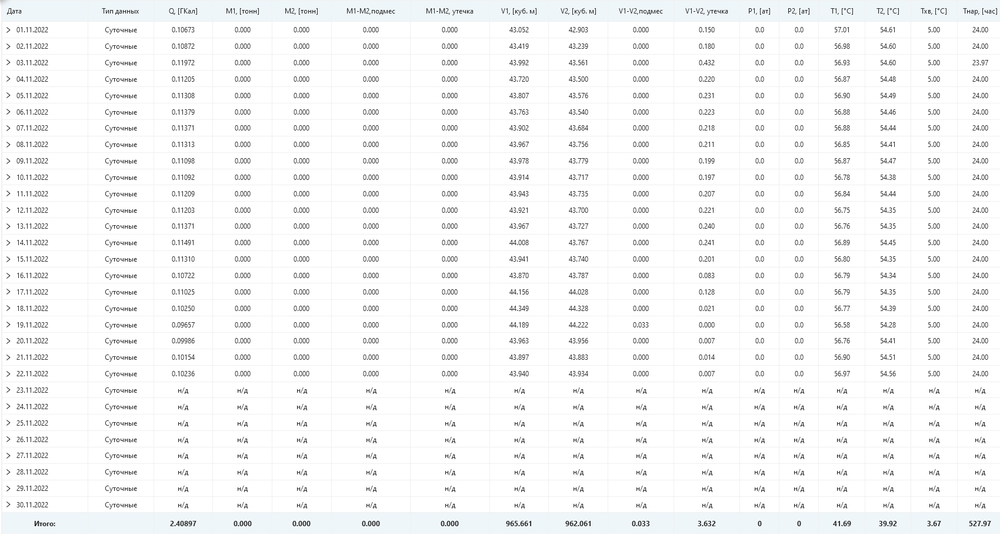 Дата Тип данных Q, [ГКал] M1, [тонн] M2, [тонн] M1-M2,подмес M1-M2, утечка V1, [куб. м] V2, [куб. м] V1-V2,подмес V1-V2, утечка P1, [ат] P2, [ат] T1, [°C] T2, [°C] Tхв, [°C] Тнар, [час]
01.11.2022 Суточные 0.10673 0.000 0.000 0.000 0.000 43.052 42.903 0.000 0.150 0.0 0.0 57.01 54.61 5.00 24.00
02.11.2022 Суточные 0.10872 0.000 0.000 0.000 0.000 43.419 43.239 0.000 0.180 0.0 0.0 56.98 54.60 5.00 24.00
03.11.2022 Суточные 0.11972 0.000 0.000 0.000 0.000 43.992 43.561 0.000 0.432 0.0 0.0 56.93 54.60 5.00 23.97
04.11.2022 Суточные 0.11205 0.000 0.000 0.000 0.000 43.720 43.500 0.000 0.220 0.0 0.0 56.87 54.48 5.00 24.00
05.11.2022 Суточные 0.11308 0.000 0.000 0.000 0.000 43.807 43.576 0.000 0.231 0.0 0.0 56.90 54.49 5.00 24.00
06.11.2022 Суточные 0.11379 0.000 0.000 0.000 0.000 43.763 43.540 0.000 0.223 0.0 0.0 56.88 54.46 5.00 24.00
07.11.2022 Суточные 0.11371 0.000 0.000 0.000 0.000 43.902 43.684 0.000 0.218 0.0 0.0 56.88 54.44 5.00 24.00
08.11.2022 Суточные 0.11313 0.000 0.000 0.000 0.000 43.967 43.756 0.000 0.211 0.0 0.0 56.85 54.41 5.00 24.00
09.11.2022 Суточные 0.11098 0.000 0.000 0.000 0.000 43.978 43.779 0.000 0.199 0.0 0.0 56.87 54.47 5.00 24.00
10.11.2022 Суточные 0.11092 0.000 0.000 0.000 0.000 43.914 43.717 0.000 0.197 0.0 0.0 56.78 54.38 5.00 24.00
11.11.2022 Суточные 0.11209 0.000 0.000 0.000 0.000 43.943 43.735 0.000 0.207 0.0 0.0 56.84 54.44 5.00 24.00
12.11.2022 Суточные 0.11203 0.000 0.000 0.000 0.000 43.921 43.700 0.000 0.221 0.0 0.0 56.75 54.35 5.00 24.00
13.11.2022 Суточные 0.11371 0.000 0.000 0.000 0.000 43.967 43.727 0.000 0.240 0.0 0.0 56.76 54.35 5.00 24.00
14.11.2022 Суточные 0.11491 0.000 0.000 0.000 0.000 44.008 43.767 0.000 0.241 0.0 0.0 56.89 54.45 5.00 24.00
15.11.2022 Суточные 0.11310 0.000 0.000 0.000 0.000 43.941 43.740 0.000 0.201 0.0 0.0 56.80 54.35 5.00 24.00
16.11.2022 Суточные 0.10722 0.000 0.000 0.000 0.000 43.870 43.787 0.000 0.083 0.0 0.0 56.79 54.34 5.00 24.00
17.11.2022 Суточные 0.11025 0.000 0.000 0.000 0.000 44.156 44.028 0.000 0.128 0.0 0.0 56.79 54.35 5.00 24.00
18.11.2022 Суточные 0.10250 0.000 0.000 0.000 0.000 44.349 44.328 0.000 0.021 0.0 0.0 56.77 54.39 5.00 24.00
19.11.2022 Суточные 0.09657 0.000 0.000 0.000 0.000 44.189 44.222 0.033 0.000 0.0 0.0 56.58 54.28 5.00 24.00
20.11.2022 Суточные 0.09986 0.000 0.000 0.000 0.000 43.963 43.956 0.000 0.007 0.0 0.0 56.76 54.41 5.00 24.00
21.11.2022 Суточные 0.10154 0.000 0.000 0.000 0.000 43.897 43.883 0.000 0.014 0.0 0.0 56.90 54.51 5.00 24.00
22.11.2022 Суточные 0.10236 0.000 0.000 0.000 0.000 43.940 43.934 0.000 0.007 0.0 0.0 56.97 54.56 5.00 24.00
23.11.2022 Суточные н/д н/д н/д н/д н/д н/д н/д н/д н/д н/д н/д н/д н/д н/д н/д
24.11.2022 Суточные н/д н/д н/д н/д н/д н/д н/д н/д н/д н/д н/д н/д н/д н/д н/д
25.11.2022 Суточные н/д н/д н/д н/д н/д н/д н/д н/д н/д н/д н/д н/д н/д н/д н/д
26.11.2022 Суточные н/д н/д н/д н/д н/д н/д н/д н/д н/д н/д н/д н/д н/д н/д н/д
27.11.2022 Суточные н/д н/д н/д н/д н/д н/д н/д н/д н/д н/д н/д н/д н/д н/д н/д
28.11.2022 Суточные н/д н/д н/д н/д н/д н/д н/д н/д н/д н/д н/д н/д н/д н/д н/д
29.11.2022 Суточные н/д н/д н/д н/д н/д н/д н/д н/д н/д н/д н/д н/д н/д н/д н/д
30.11.2022 Суточные н/д н/д н/д н/д н/д н/д н/д н/д н/д н/д н/д н/д н/д н/д н/д
Итого: 2.40897 0.000 0.000 0.000 0.000 965.661 962.061 0.033 3.632 0 0 41.69 39.92 3.67 527.97